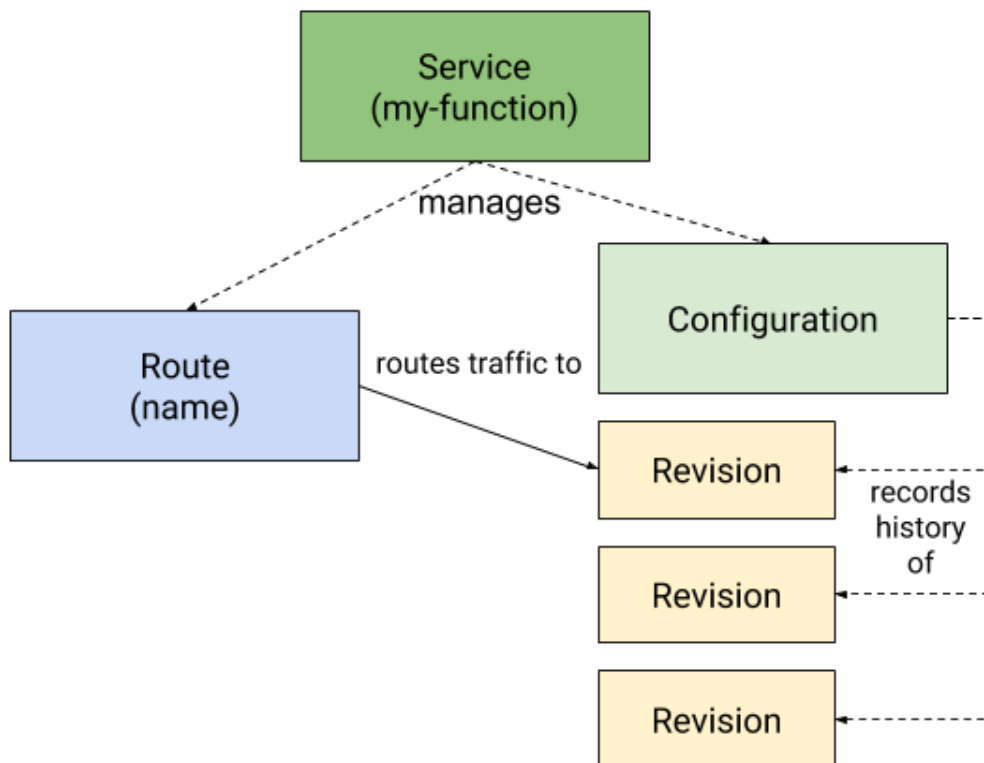 Service
(my-function)
manages
Configuration
Route
(name)
routes traffic to
Revision
records
history
of
Revision
Revision